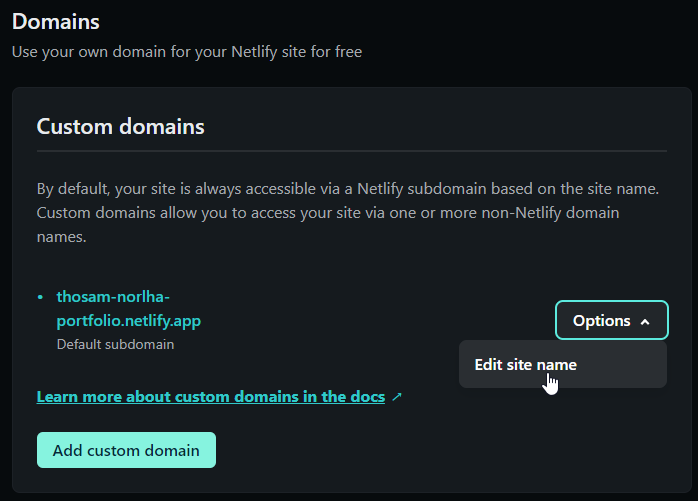 Domains
Use your own domain for your Netlify site for free
Custom domains
By default, your site is always accessible via a Netlify subdomain based on the site name.
Custom domains allow you to access your site via one or more non-Netlify domain
names.
• thosam-norlha-
portfolio.netlify.app
Default subdomain
Options
Edit site name
Learn more about custom domains in the docs ↗
Add custom domain